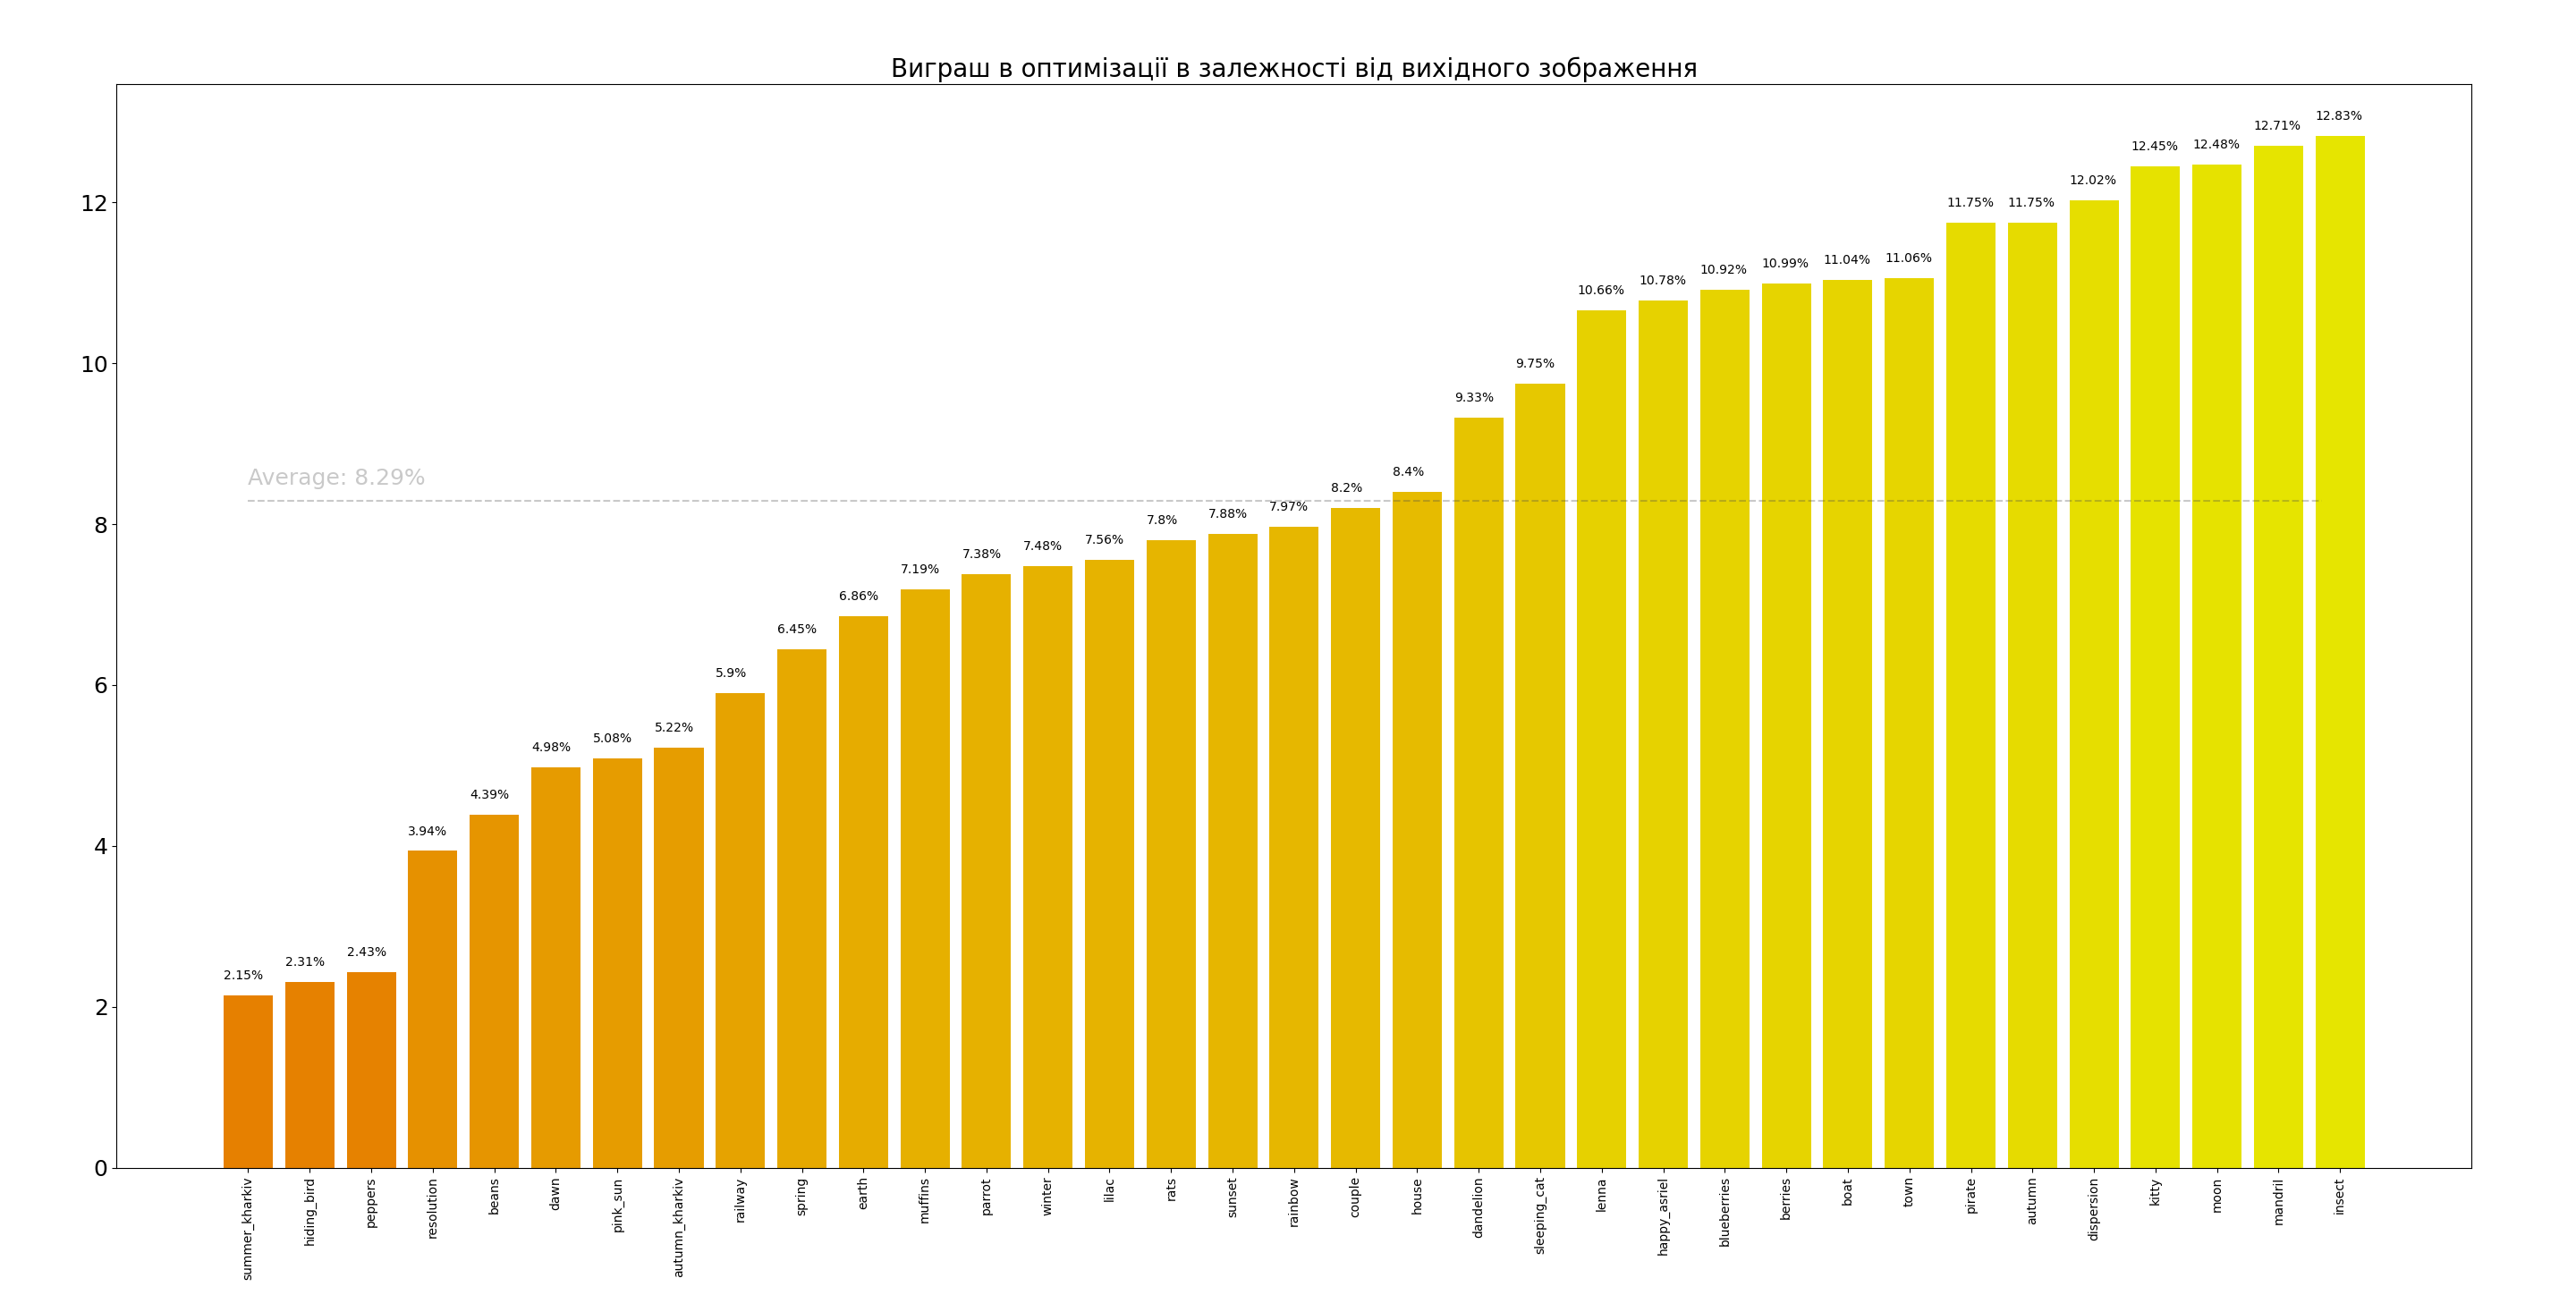 Виграш в оптимізації в залежності від вихідного зображення
12
10
8
6
4
2
0
Average: 8.29%
2.15%
2.31%
2.43%
3.94%
4.39%
4.98%
5.08%
5.22%
5.9%
6.45%
6.86%
7.19%
7.38%
7.48%
7.56%
7.8%
7.88%
7.97%
8.2%
8.4%
9.33%
9.75%
10.66%
10.78%
10.92%
10.99%
11.04%
11.06%
11.75%
11.75%
12.02%
12.45%
12.48%
12.71%
12.83%
summer_kharkiv
hiding_bird
peppers
resolution
beans
dawn
pink_sun
autumn_kharkiv
railway
spring
earth
muffins
parrot
winter
lilac
rats
sunset
rainbow
couple
house
dandelion
sleeping_cat
lenna
happy_asriel
blueberries
berries
boat
town
pirate
autumn
dispersion
kitty
moon
mandril
insect